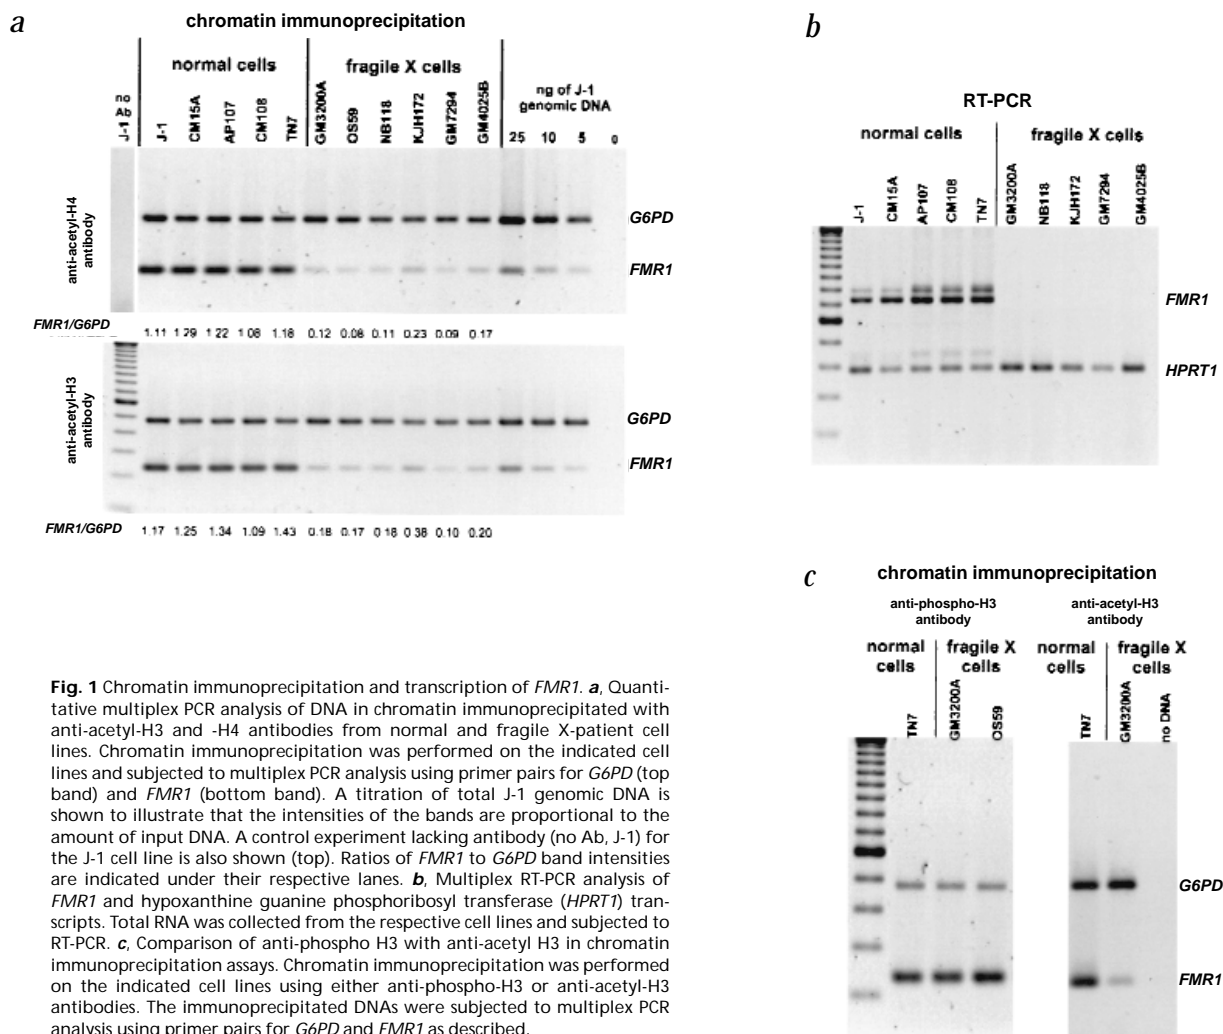 a
chromatin immunoprecipitation
normal cells
fragile X cells
ng of J-1
genomic DNA
no
Ab
J-1
J-1
CM15A
AP107
CM108
TN7
GM3200A
OS59
NB118
KJH172
GM7294
GM4025B
25 10 5 0
anti-acetyl-H4
antibody
G6PD
FMR1
FMR1/G6PD 1.11 1.29 1.22 1.08 1.18 0.12 0.08 0.11 0.23 0.09 0.17
anti-acetyl-H3
antibody
G6PD
FMR1
FMR1/G6PD 1.17 1.25 1.34 1.09 1.43 0.18 0.17 0.18 0.38 0.10 0.20
b
RT-PCR
normal cells
fragile X cells
J-1
CM15A
AP107
CM108
TN7
GM3200A
NB118
KJH172
GM7294
GM4025B
FMR1
HPRT1
c
chromatin immunoprecipitation
anti-phospho-H3
antibody
anti-acetyl-H3
antibody
normal
cells
fragile X
cells
normal
cells
fragile X
cells
TN7
GM3200A
OS59
TN7
GM3200A
no DNA
G6PD
FMR1
Fig. 1 Chromatin immunoprecipitation and transcription of FMR1. a, Quanti-
tative multiplex PCR analysis of DNA in chromatin immunoprecipitated with
anti-acetyl-H3 and -H4 antibodies from normal and fragile X-patient cell
lines. Chromatin immunoprecipitation was performed on the indicated cell
lines and subjected to multiplex PCR analysis using primer pairs for G6PD (top
band) and FMR1 (bottom band). A titration of total J-1 genomic DNA is
shown to illustrate that the intensities of the bands are proportional to the
amount of input DNA. A control experiment lacking antibody (no Ab, J-1) for
the J-1 cell line is also shown (top). Ratios of FMR1 to G6PD band intensities
are indicated under their respective lanes. b, Multiplex RT-PCR analysis of
FMR1 and hypoxanthine guanine phosphoribosyl transferase (HPRT1) tran-
scripts. Total RNA was collected from the respective cell lines and subjected to
RT-PCR. c, Comparison of anti-phospho H3 with anti-acetyl H3 in chromatin
immunoprecipitation assays. Chromatin immunoprecipitation was performed
on the indicated cell lines using either anti-phospho-H3 or anti-acetyl-H3
antibodies. The immunoprecipitated DNAs were subjected to multiplex PCR
analysis using primer pairs for G6PD and FMR1 as described.